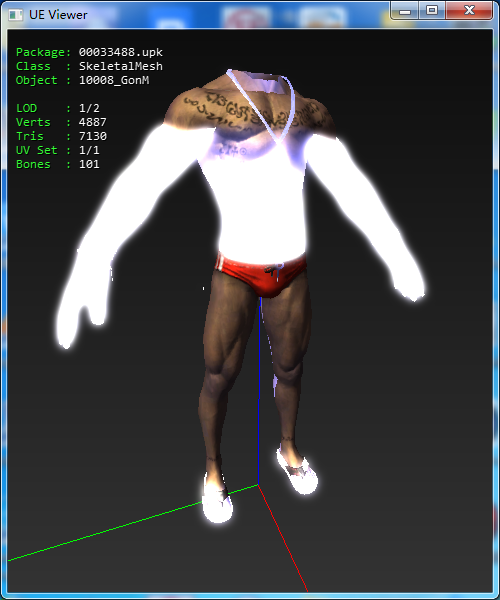 UE Viewer
Package: 00033488.upk
Class : SkeletalMesh
Object : 10008_GonM
LOD : 1/2
Verts : 4887
Tris : 7130
UV Set : 1/1
Bones : 101